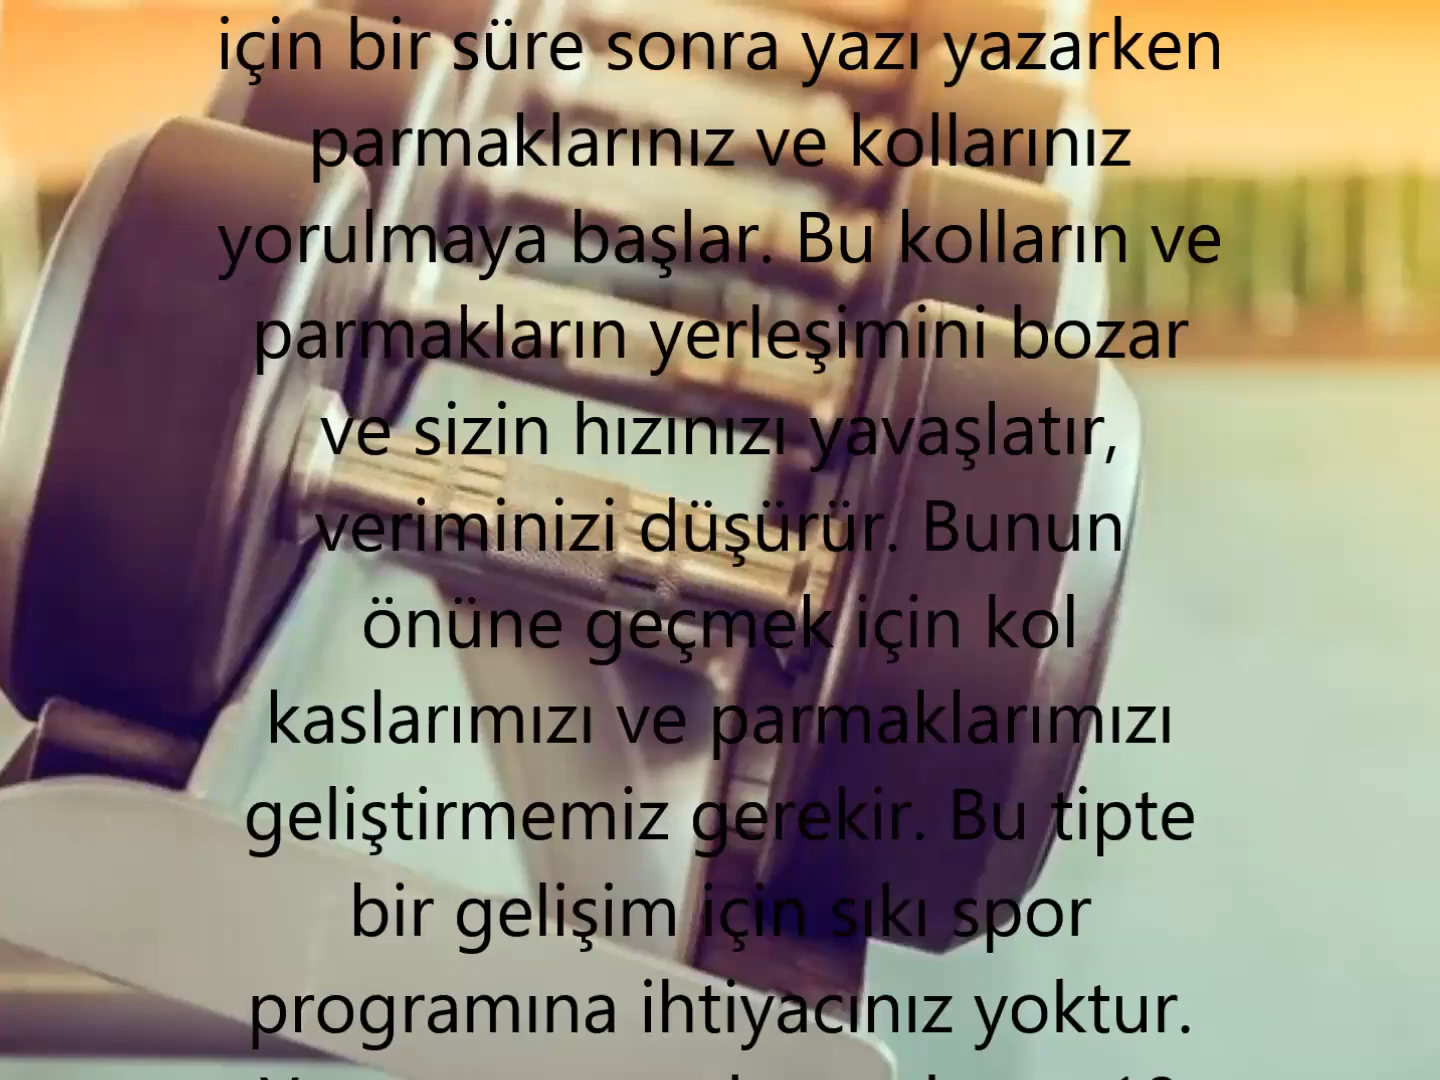 için bir süre sonra yazı yazarken
parmaklarınız ve kollarınız
yorulmaya başlar. Bu kolların ve
parmakların yerleşimini bozar
ve sizin hızınızı yavaşlatır,
veriminizi düşürür. Bunun
önüne geçmek için kol
kaslarımızı ve parmaklarımızı
geliştirmemiz gerekir. Bu tipte
bir gelişim için sıkı spor
programına ihtiyacınız yoktur.